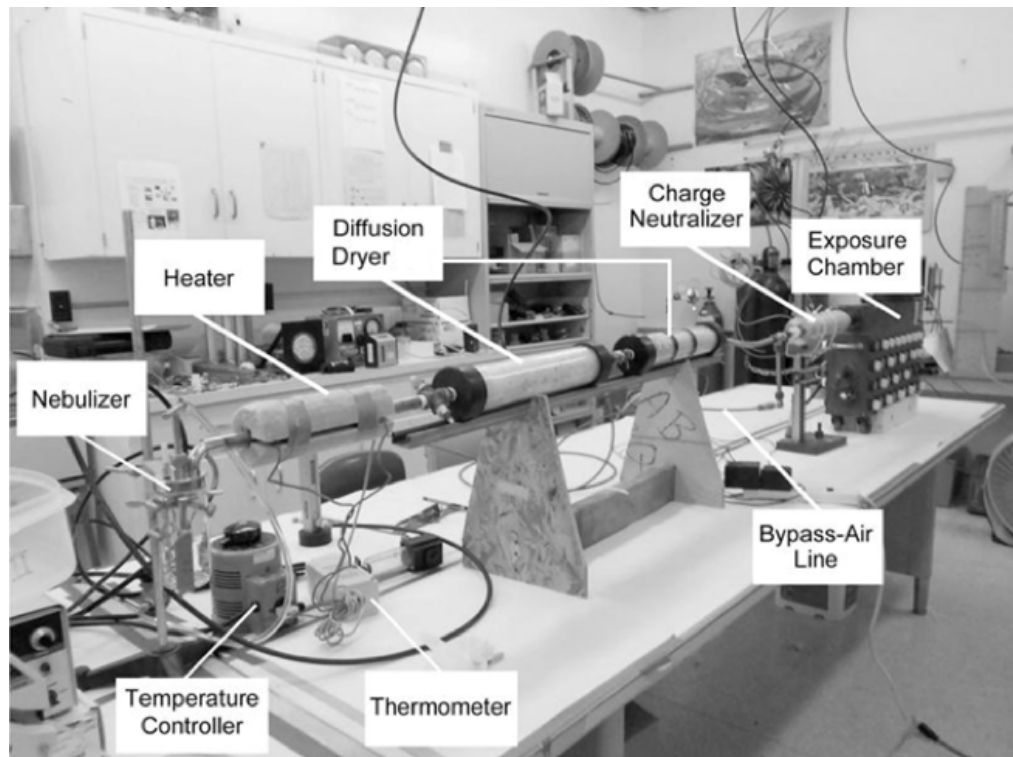 Charge
Neutralizer
Diffusion
Dryer
Exposure
Chamber
Heater
Nebulizer
Bypass-Air
Line
Temperature
Controller
Thermometer